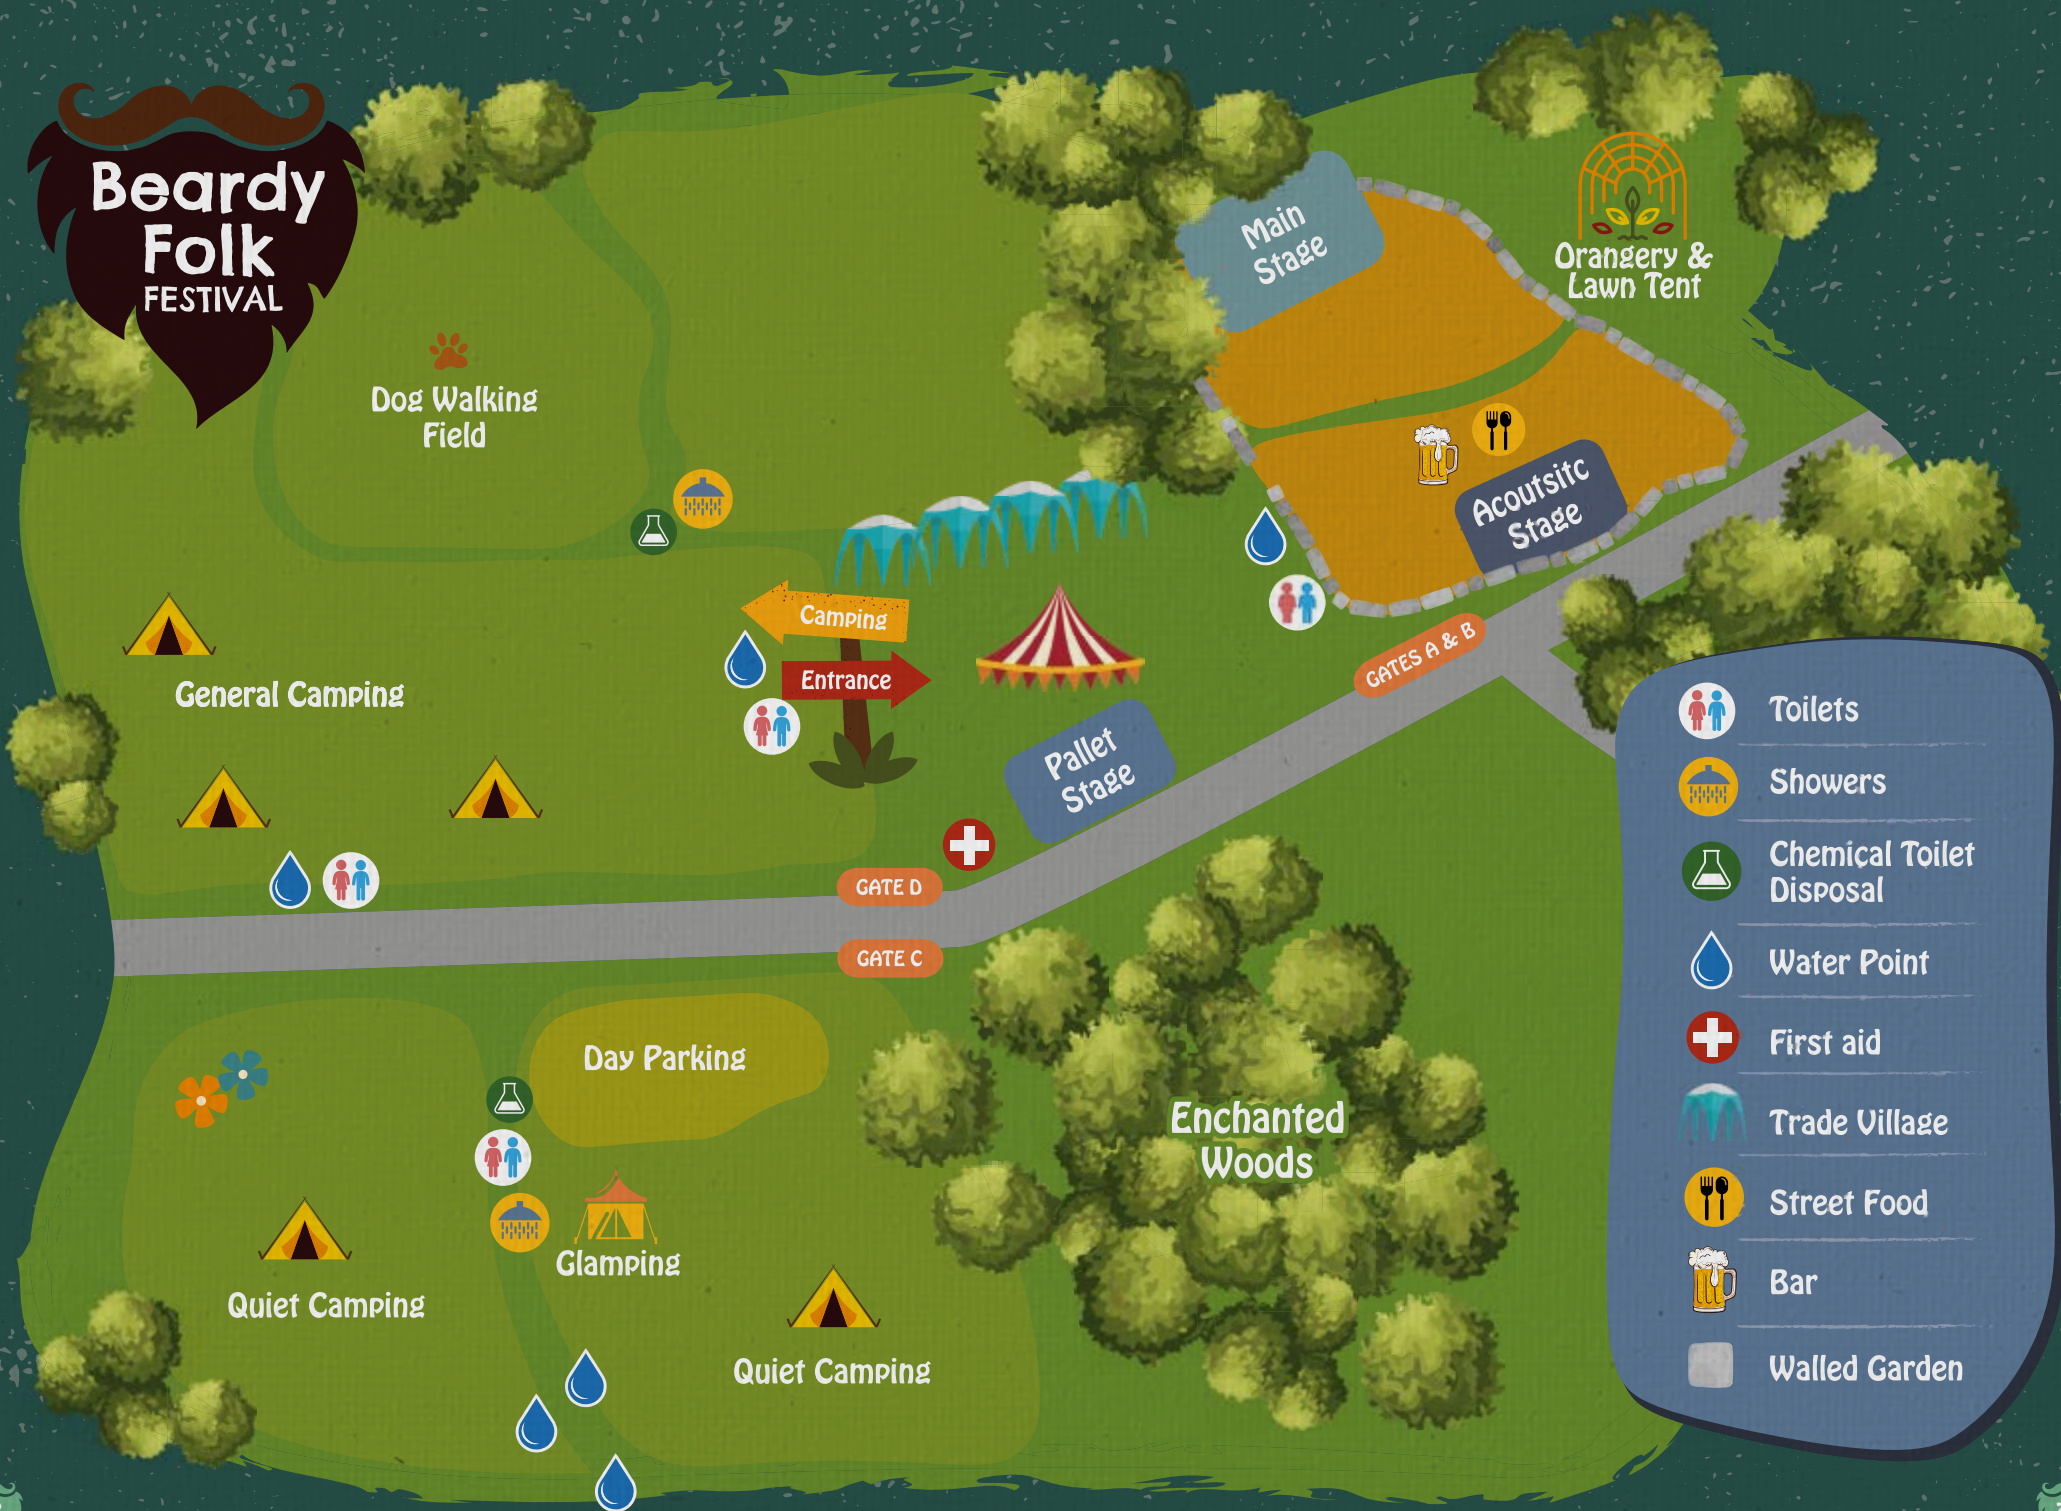 Beardy
Folk
FESTIVAL
Main
Stage
Orangery &
Lawn Tent
Dog Walking
Field
Acoutsitc
Stage
Camping
Entrance
GATES A & B
General Camping
Pallet
Stage
GATE D
GATE C
Day Parking
Enchanted
Woods
Glamping
Quiet Camping
Quiet Camping
Toilets
Showers
Chemical Toilet
Disposal
Water Point
First aid
Trade Village
Street Food
Bar
Walled Garden